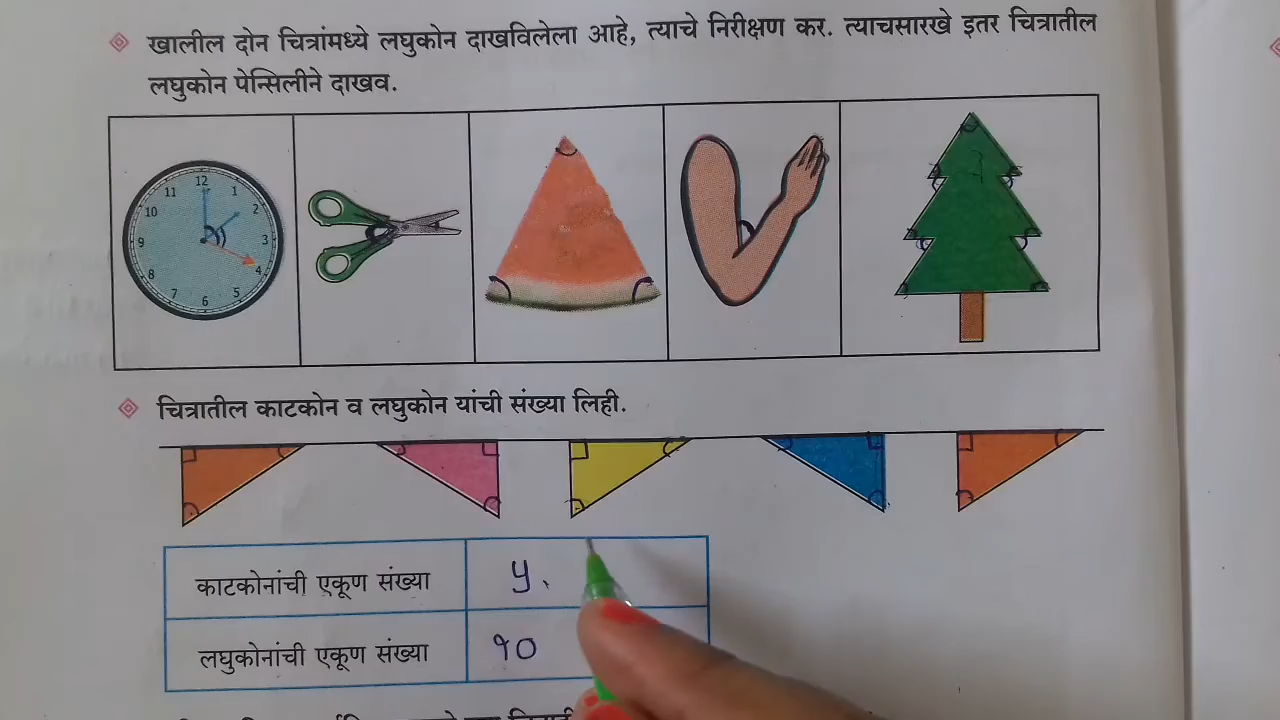 खालील दोन चित्रांमध्ये लघुकोन दाखविलेला आहे, त्याचे निरीक्षण कर. त्याचसारखे इतर चित्रातील
लघुकोन पेन्सिलीने दाखव.
12
11 1
10 2
9 3
8 4
7 5
6
चित्रातील काटकोन व लघुकोन यांची संख्या लिही.
काटकोनांची एकूण संख्या ५.
लघुकोनांची एकूण संख्या १०